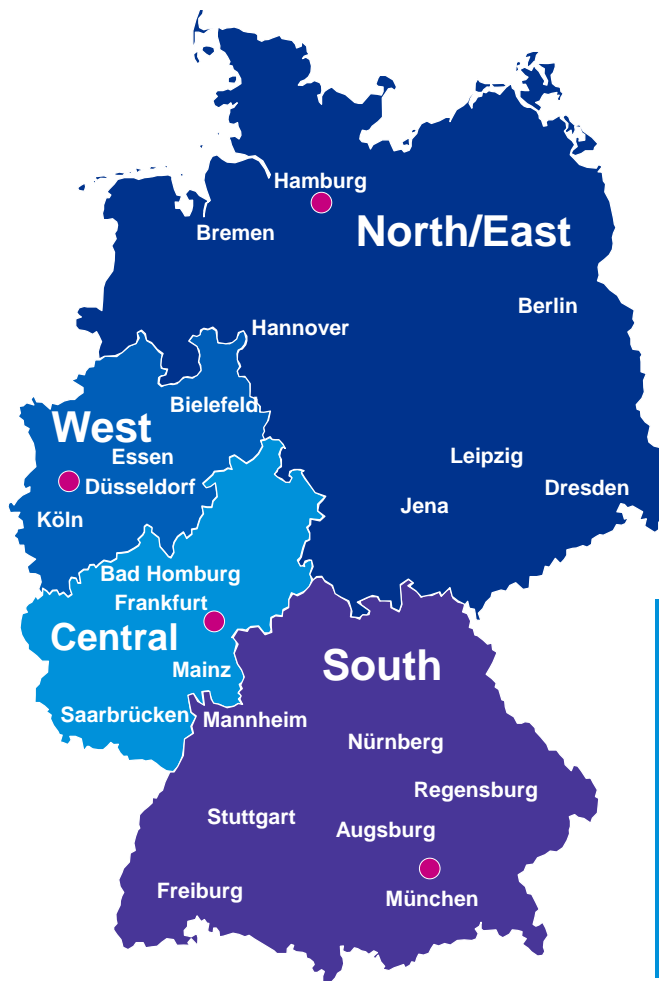 Hamburg
Bremen
North/East
Berlin
Hannover
Bielefeld
West
Essen
Leipzig
Düsseldorf
Dresden
Jena
Köln
Bad Homburg
Frankfurt
Central
South
Mainz
Saarbrücken
Mannheim
Nürnberg
Regensburg
Stuttgart
Augsburg
Freiburg
München